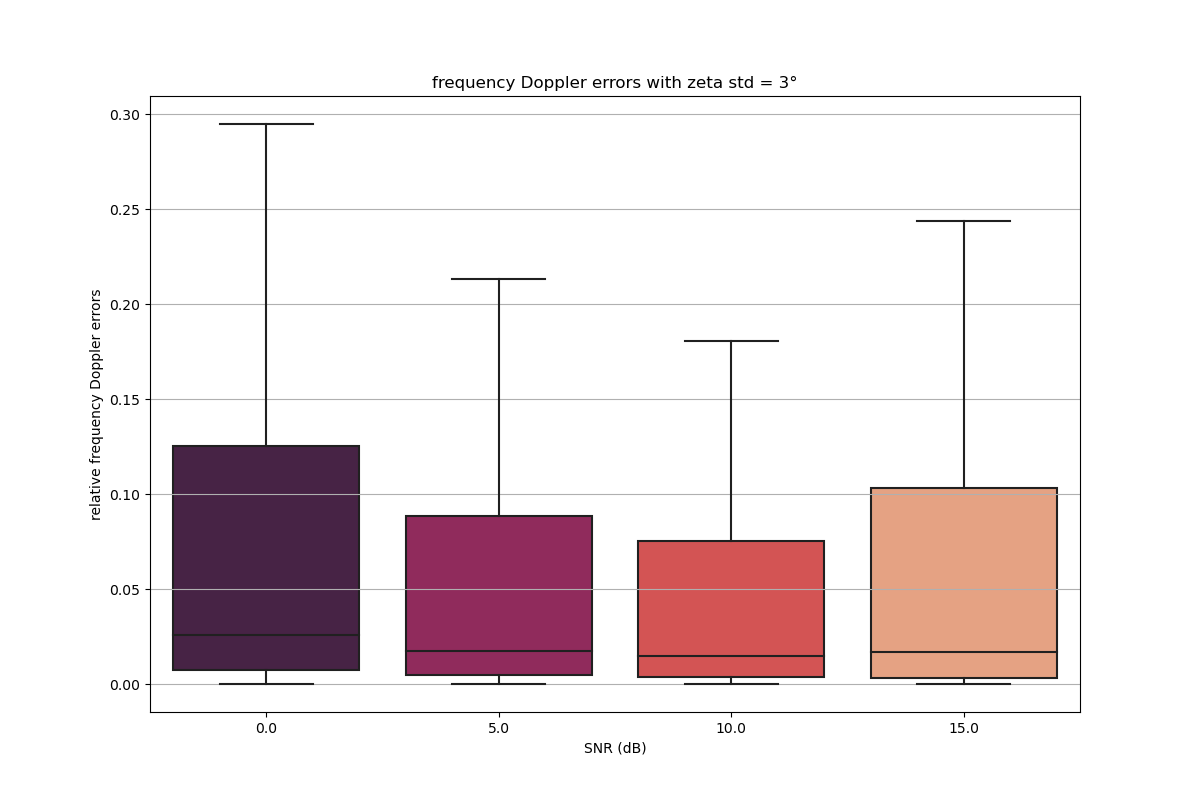 frequency Doppler errors with zeta std = 3°
0.30
0.25
0.20
0.15
0.10
0.05
0.00
relative frequency Doppler errors
0.0 5.0 10.0 15.0
SNR (dB)